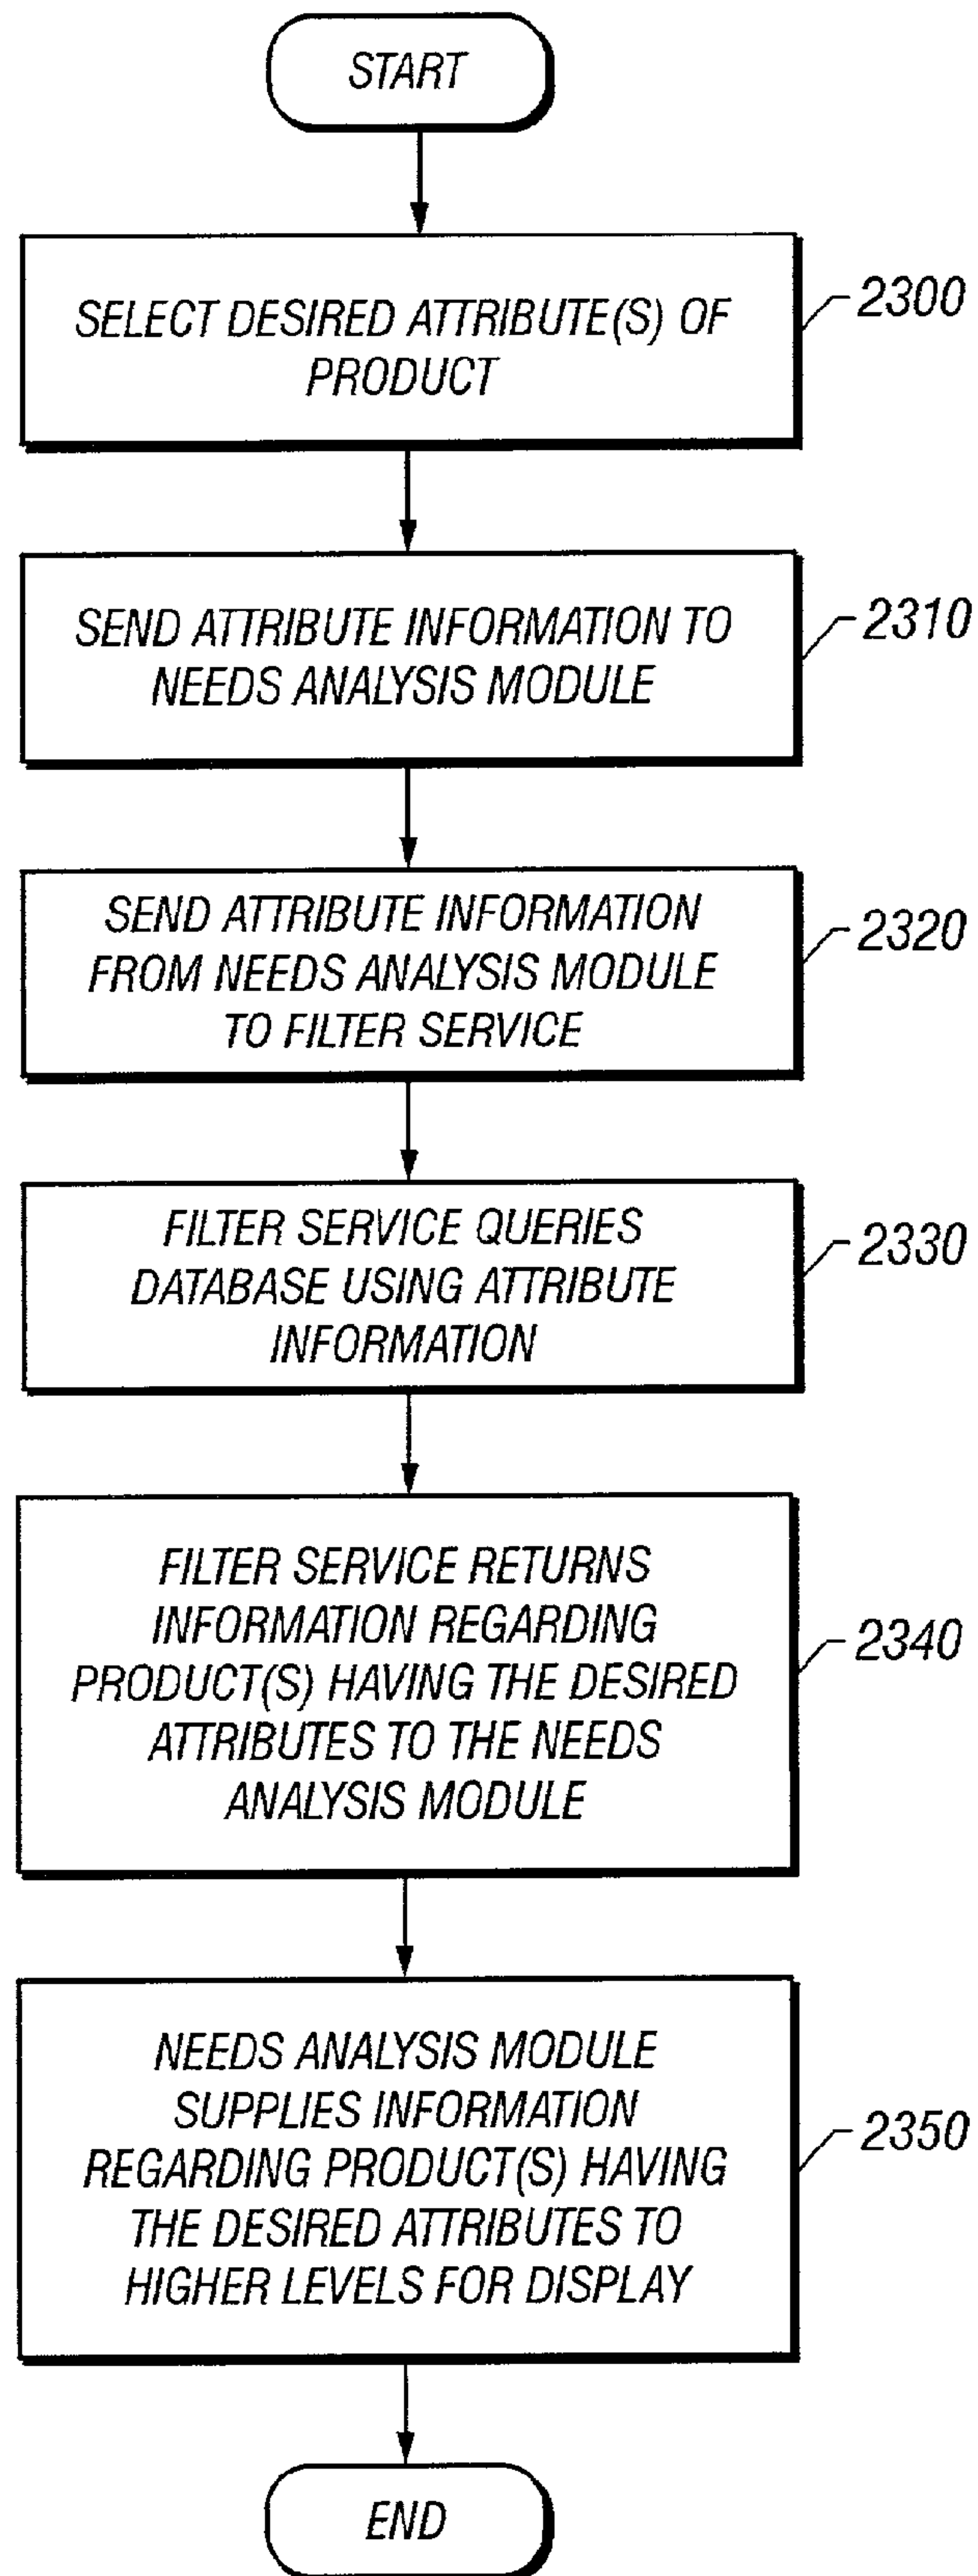 START
SELECT DESIRED ATTRIBUTE(S) OF
PRODUCT
2300
SEND ATTRIBUTE INFORMATION TO
NEEDS ANALYSIS MODULE
2310
SEND ATTRIBUTE INFORMATION
FROM NEEDS ANALYSIS MODULE
TO FILTER SERVICE
2320
FILTER SERVICE QUERIES
DATABASE USING ATTRIBUTE
INFORMATION
2330
FILTER SERVICE RETURNS
INFORMATION REGARDING
PRODUCT(S) HAVING THE DESIRED
ATTRIBUTES TO THE NEEDS
ANALYSIS MODULE
2340
NEEDS ANALYSIS MODULE
SUPPLIES INFORMATION
REGARDING PRODUCT(S) HAVING
THE DESIRED ATTRIBUTES TO
HIGHER LEVELS FOR DISPLAY
2350
END